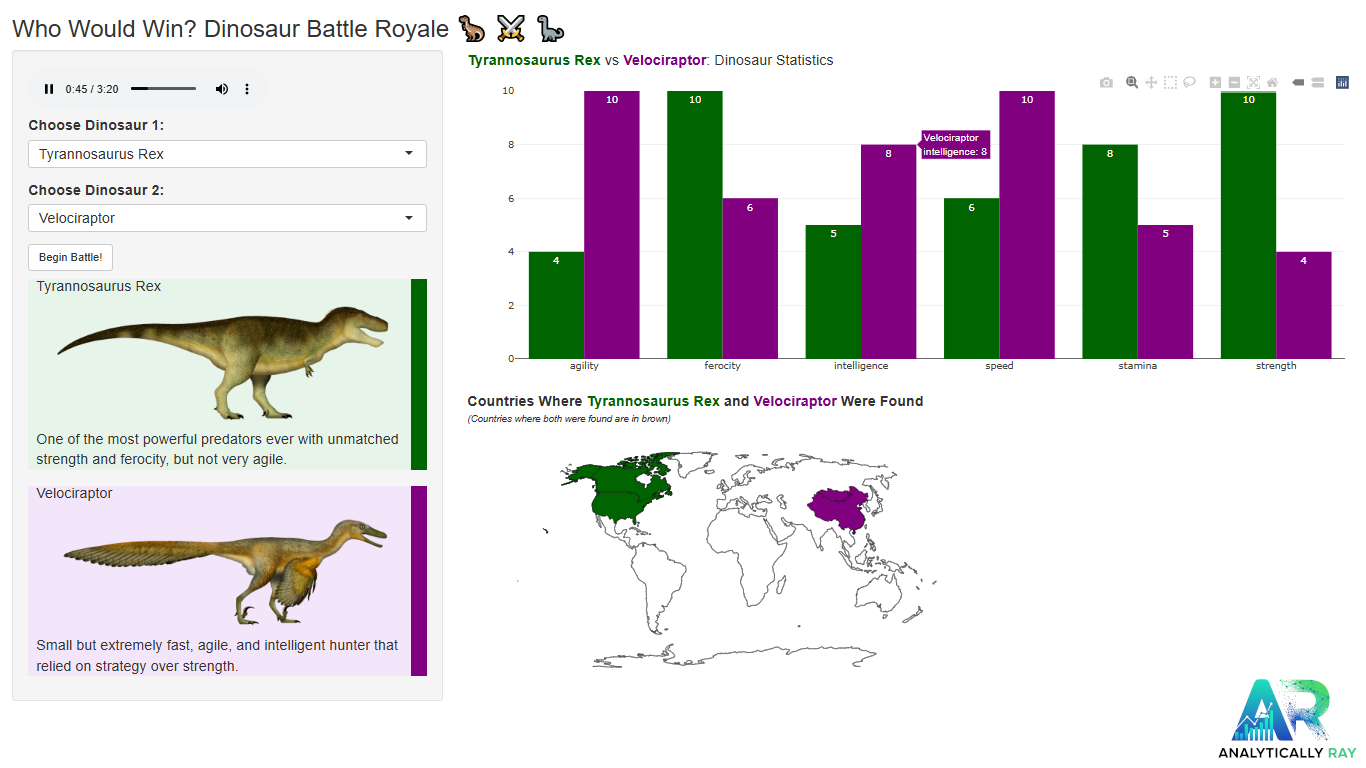 Who Would Win? Dinosaur Battle Royale
0:45 / 3:20
Choose Dinosaur 1:
Tyrannosaurus Rex
Choose Dinosaur 2:
Velociraptor
Begin Battle!
Tyrannosaurus Rex
One of the most powerful predators ever with unmatched
strength and ferocity, but not very agile.
Velociraptor
Small but extremely fast, agile, and intelligent hunter that
relied on strategy over strength.
Tyrannosaurus Rex vs Velociraptor: Dinosaur Statistics
10
8
6
4
2
0
4
10
10
6
5
8
6
10
8
5
10
4
Velociraptor
intelligence: 8
agility
ferocity
intelligence
speed
stamina
strength
Countries Where Tyrannosaurus Rex and Velociraptor Were Found
(Countries where both were found are in brown)
AR
ANALYTICALLY RAY